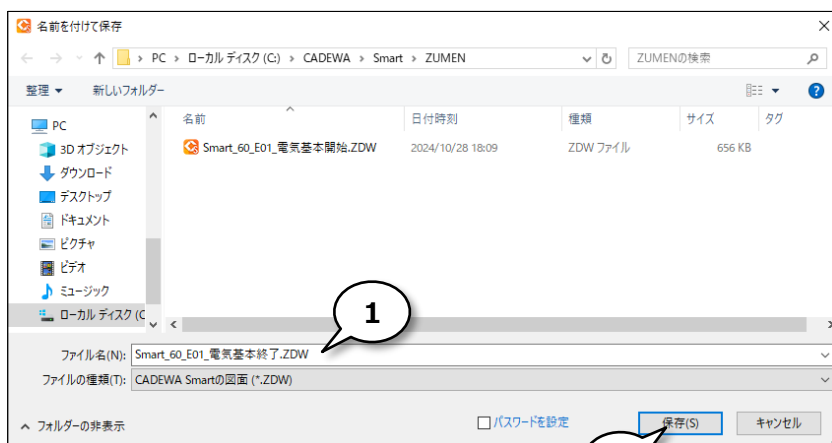 名前を付けて保存
PC › ローカル ディスク (C:) › CADEWA › Smart › ZUMEN
ZUMENの検索
整理 新しいフォルダー
名前 日付時刻 種類 サイズ タグ
PC
3D オブジェクト
ダウンロード
デスクトップ
ドキュメント
ピクチャ
ビデオ
ミュージック
ローカル ディスク (C
Smart_60_E01_電気基本開始.ZDW 2024/10/28 18:09 ZDW ファイル 656 KB
1
ファイル名(N): Smart_60_E01_電気基本終了.ZDW
ファイルの種類(T): CADEWA Smartの図面 (*.ZDW)
フォルダーの非表示
パスワードを設定
保存(S) キャンセル